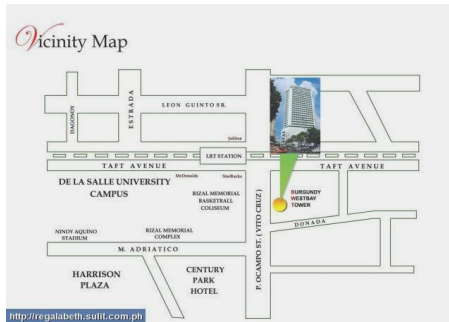 Vicinity Map
DAGONOY
ESTRADA
LEON GUINTO SR.
Jollibee
LRT STATION
TAFT AVENUE
TAFT AVENUE
McDonalds
StarBucks
DE LA SALLE UNIVERSITY
CAMPUS
RIZAL MEMORIAL
BASKETBALL
COLISEUM
P. OCAMPO ST. ( VITO CRUZ )
BURGUNDY
WESTBAY
TOWER
DONADA
NINOY AQUINO
STADIUM
RIZAL MEMORIAL
COMPLEX
M. ADRIATICO
HARRISON
PLAZA
CENTURY
PARK
HOTEL
http://regalabeth.sulit.com.ph